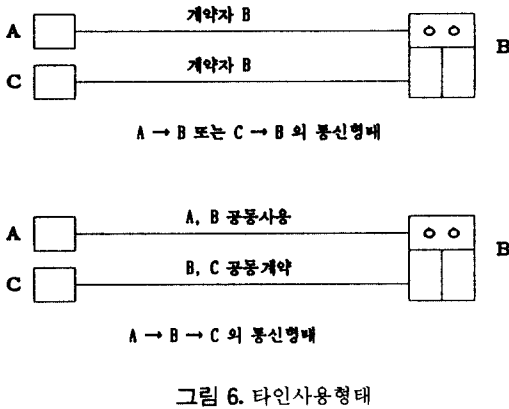 계약자 B
A
B
계약자 B
C
A → B 또는 C → B 의 통신형태
A, B 공동사용
A
B
B, C 공동계약
C
A → B → C 의 통신형태
그림 6. 타인사용형태